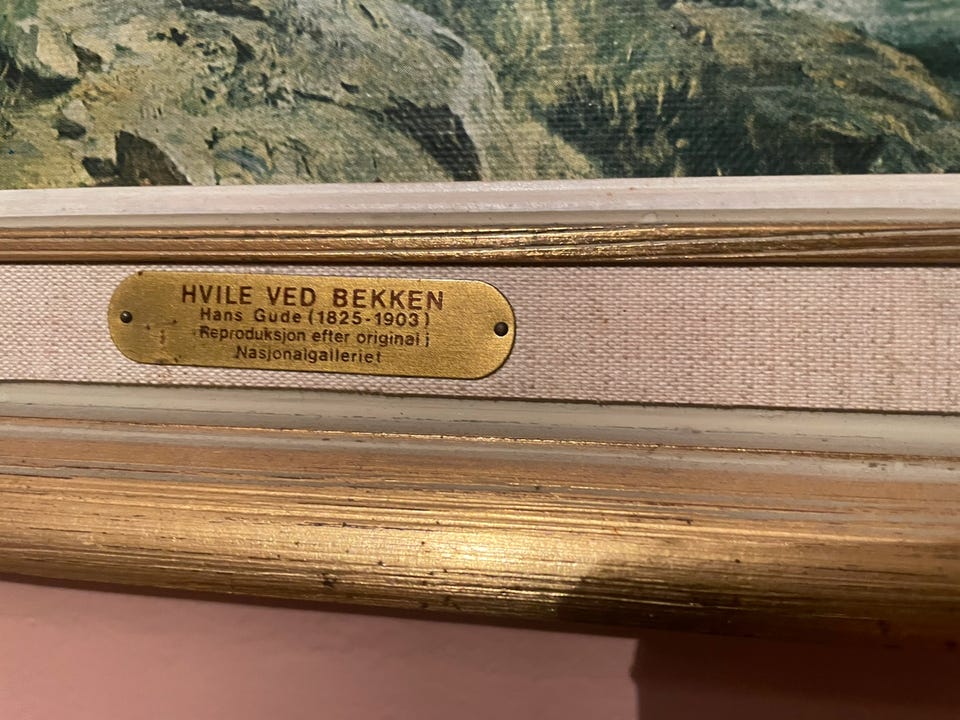 HVILE VED BEKKEN
Hans Gude (1825-1903)
Reproduksjon efter original i
Nasjonalgalleriet